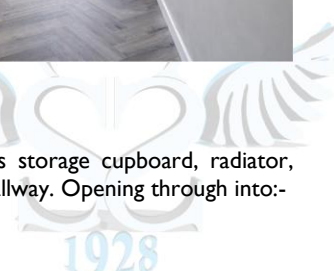 s storage cupboard, radiator,
llway. Opening through into:-
1928